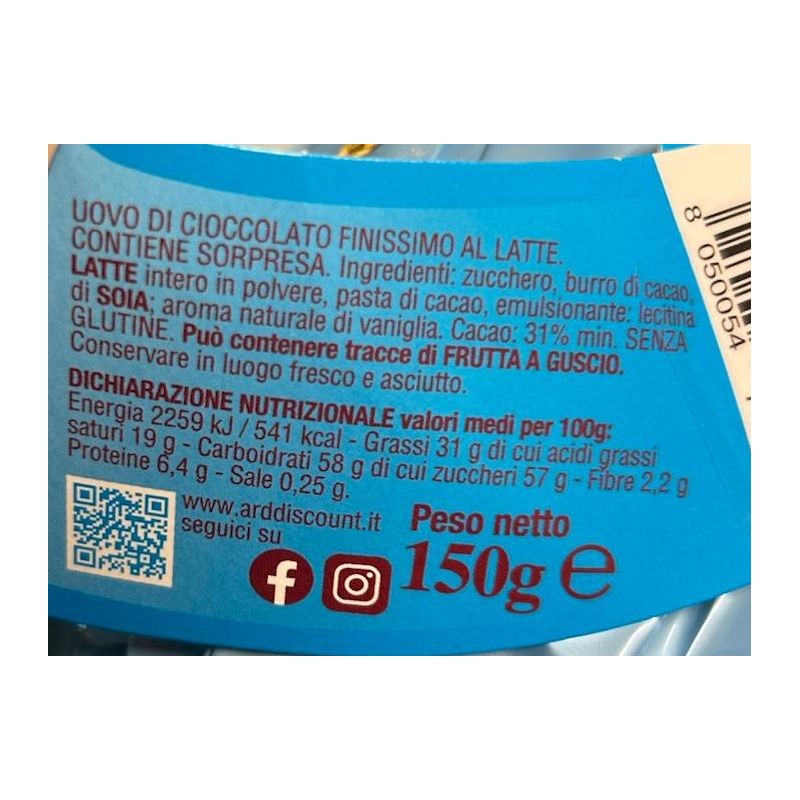 UOVO DI CIOCCOLATO FINISSIMO AL LATTE.
CONTIENE SORPRESA. Ingredienti: zucchero, burro di cacao,
LATTE intero in polvere, pasta di cacao, emulsionante: lecitina
di SOIA; aroma naturale di vaniglia. Cacao: 31% min. SENZA
GLUTINE. Può contenere tracce di FRUTTA A GUSCIO.
Conservare in luogo fresco e asciutto.
DICHIARAZIONE NUTRIZIONALE valori medi per 100g:
Energia 2259 kJ / 541 kcal - Grassi 31 g di cui acidi grassi
saturi 19 g - Carboidrati 58 g di cui zuccheri 57 g - Fibre 2,2 g
Proteine 6,4 g - Sale 0,25 g.
www.arddiscount.it
seguici su
Peso netto
150g e
8 050054